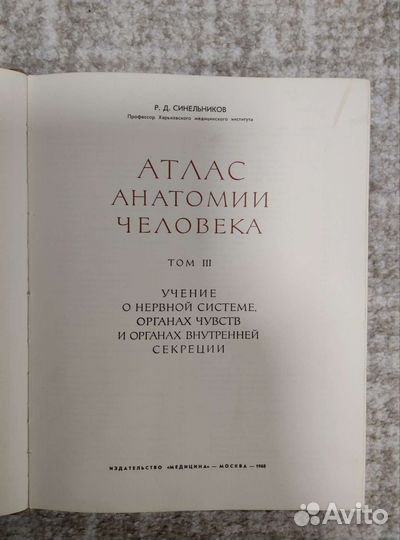 Р. Д. СИНЕЛЬНИКОВ
Профессор Харьковского медицинского института
АТЛАС
АНАТОМИИ
ЧЕЛОВЕКА
ТОМ III
УЧЕНИЕ
О НЕРВНОЙ СИСТЕМЕ,
ОРГАНАХ ЧУВСТВ
И ОРГАНАХ ВНУТРЕННЕЙ
СЕКРЕЦИИ
ИЗДАТЕЛЬСТВО «МЕДИЦИНА» — МОСКВА — 1968
Avito